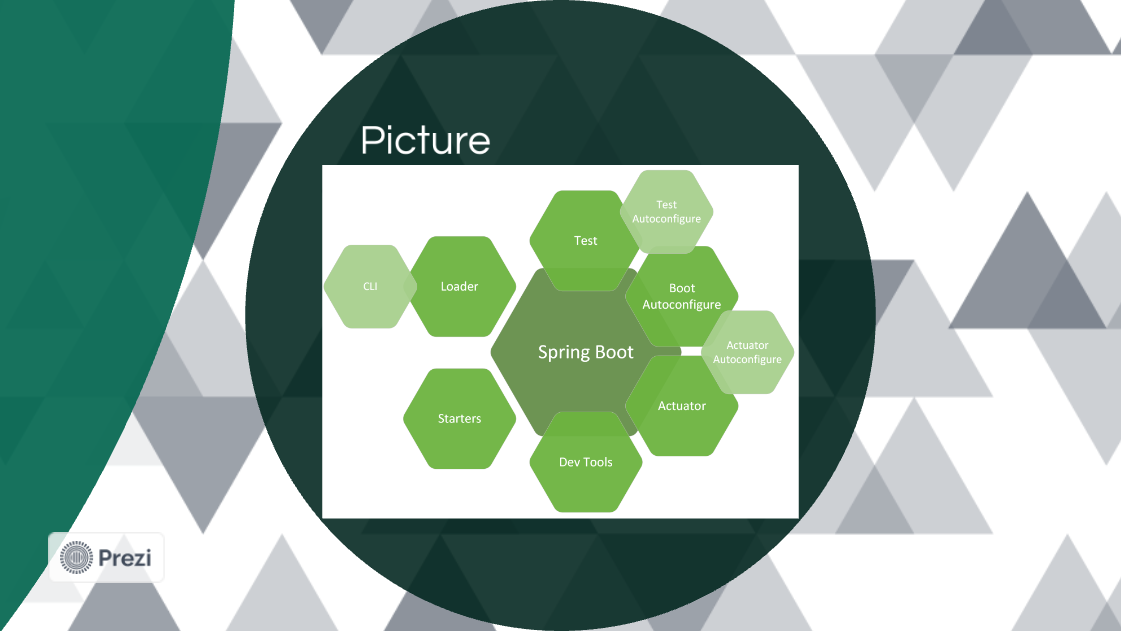 Picture
Test
Autoconfigure
Test
Boot
Autoconfigure
CLI
Loader
Spring Boot
Actuator
Autoconfigure
Actuator
Starters
Dev Tools
Prezi